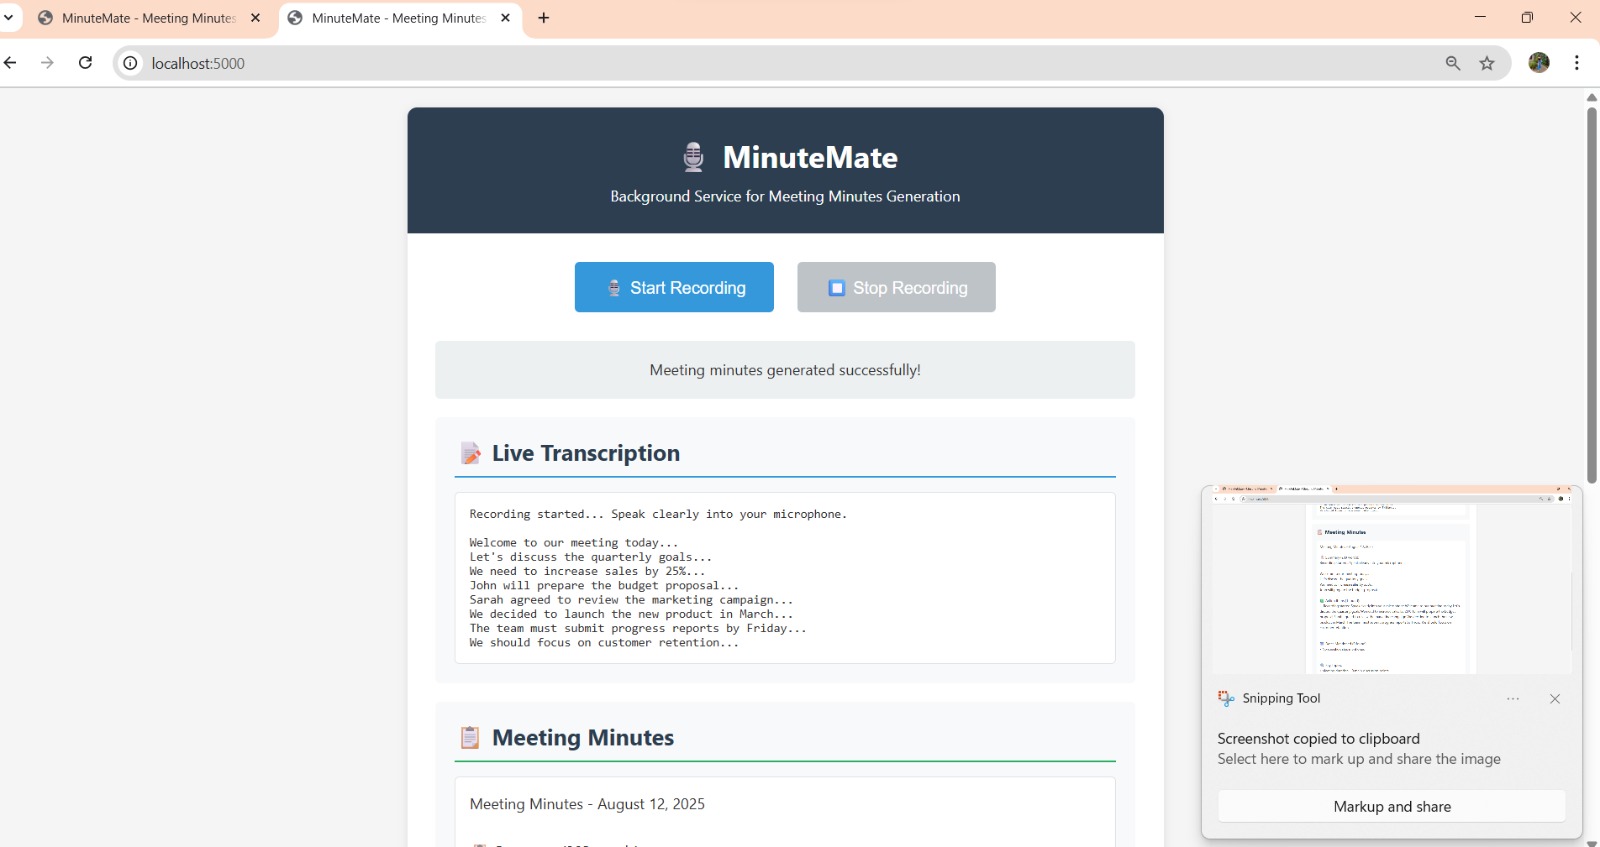 MinuteMate - Meeting Minutes
MinuteMate - Meeting Minutes
localhost:5000
MinuteMate
Background Service for Meeting Minutes Generation
Start Recording
Stop Recording
Meeting minutes generated successfully!
Live Transcription
Recording started... Speak clearly into your microphone.
Welcome to our meeting today...
Let's discuss the quarterly goals...
We need to increase sales by 25%...
John will prepare the budget proposal...
Sarah agreed to review the marketing campaign...
We decided to launch the new product in March...
The team must submit progress reports by Friday...
We should focus on customer retention...
Meeting Minutes
Meeting Minutes - August 12, 2025
Meeting Minutes
Snipping Tool
Screenshot copied to clipboard
Select here to mark up and share the image
Markup and share